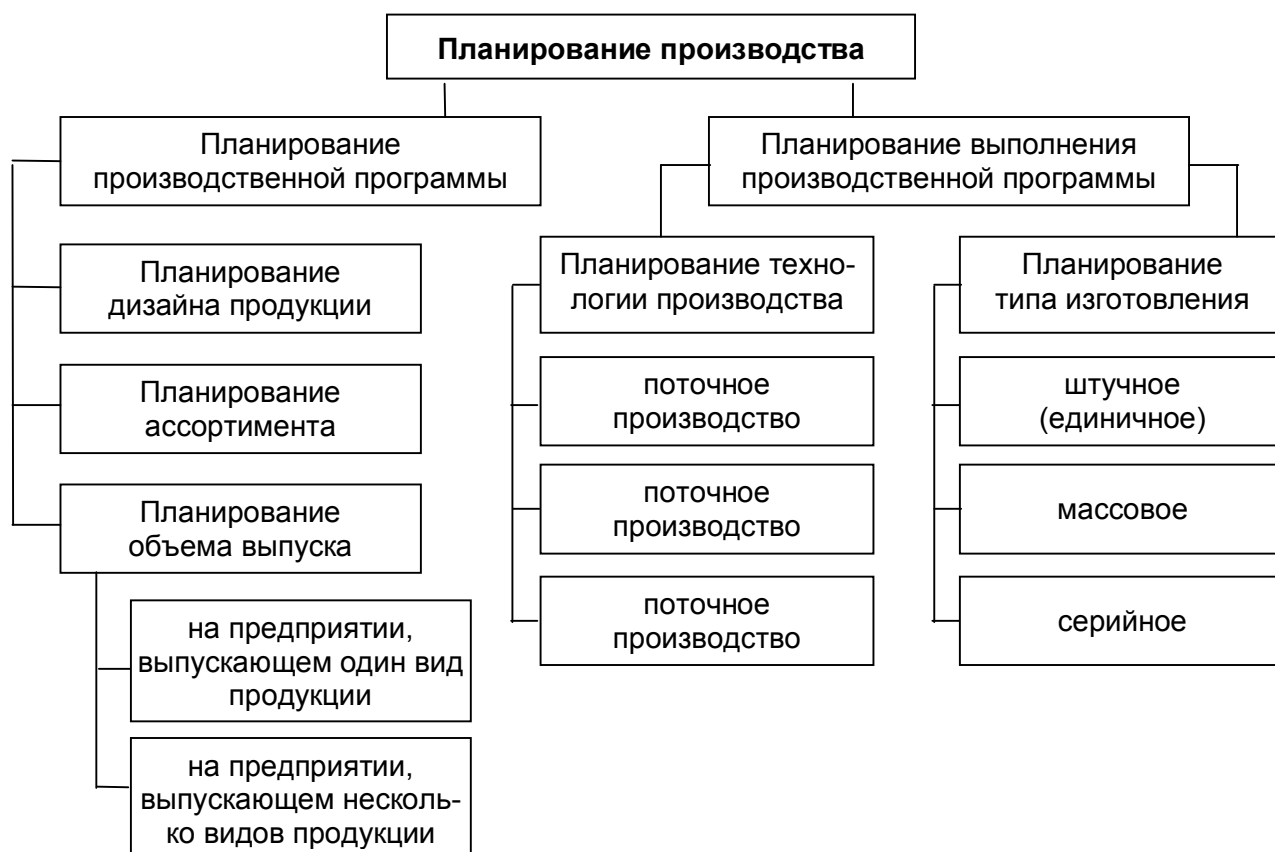 Планирование производства
Планирование
производственной программы
Планирование выполнения
производственной программы
Планирование
дизайна продукции
Планирование
ассортимента
Планирование
объема выпуска
на предприятии,
выпускающем один вид
продукции
на предприятии,
выпускающем несколь-
ко видов продукции
Планирование техно-
логии производства
поточное
производство
поточное
производство
поточное
производство
Планирование
типа изготовления
штучное
(единичное)
массовое
серийное